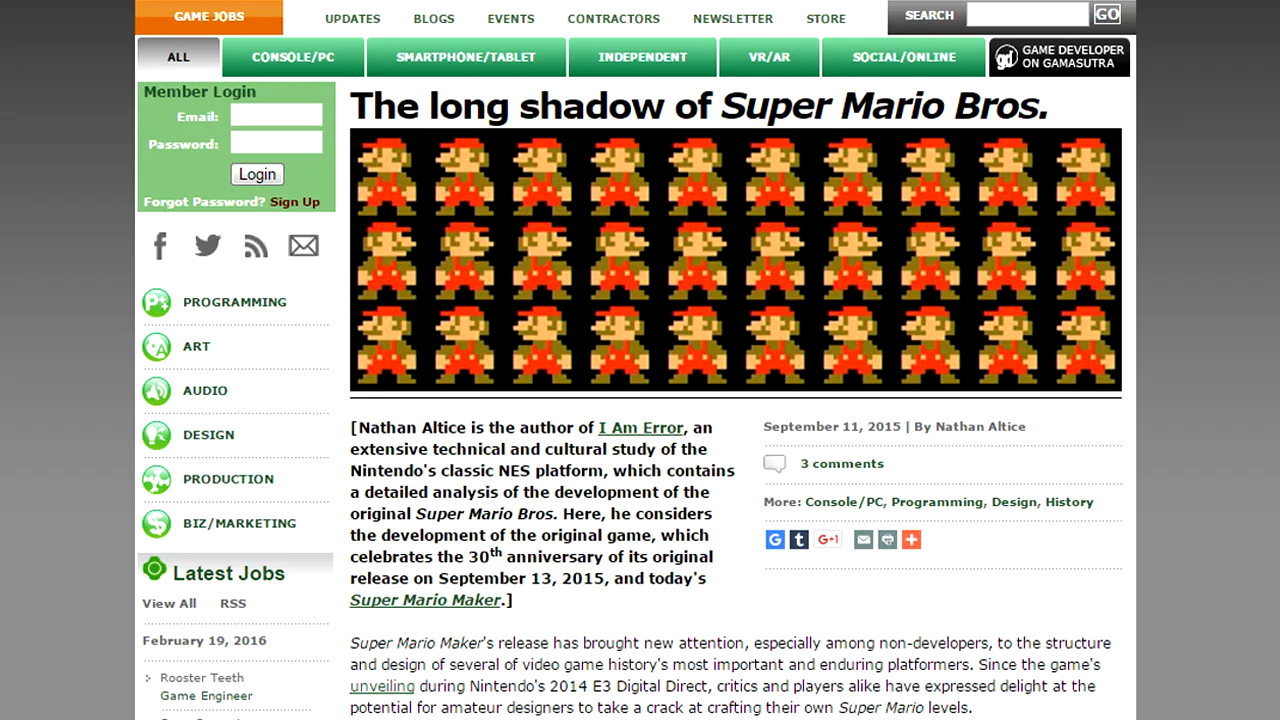 GAME JOBS
UPDATES BLOGS EVENTS CONTRACTORS NEWSLETTER STORE
SEARCH GO
ALL CONSOLE/PC SMARTPHONE/TABLET INDEPENDENT VR/AR SOCIAL/ONLINE
gd GAME DEVELOPER
ON GAMASUTRA
Member Login
Email:
Password:
Login
Forgot Password? Sign Up
PROGRAMMING
ART
AUDIO
DESIGN
PRODUCTION
BIZ/MARKETING
Latest Jobs
View All RSS
February 19, 2016
Rooster Teeth
Game Engineer
The long shadow of Super Mario Bros.
[Nathan Altice is the author of I Am Error, an
extensive technical and cultural study of the
Nintendo's classic NES platform, which contains
a detailed analysis of the development of the
original Super Mario Bros. Here, he considers
the development of the original game, which
celebrates the 30th anniversary of its original
release on September 13, 2015, and today's
Super Mario Maker.]
September 11, 2015 | By Nathan Altice
3 comments
More: Console/PC, Programming, Design, History
G t G+1
Super Mario Maker's release has brought new attention, especially among non-developers, to the structure
and design of several of video game history's most important and enduring platformers. Since the game's
unveiling during Nintendo's 2014 E3 Digital Direct, critics and players alike have expressed delight at the
potential for amateur designers to take a crack at crafting their own Super Mario levels.